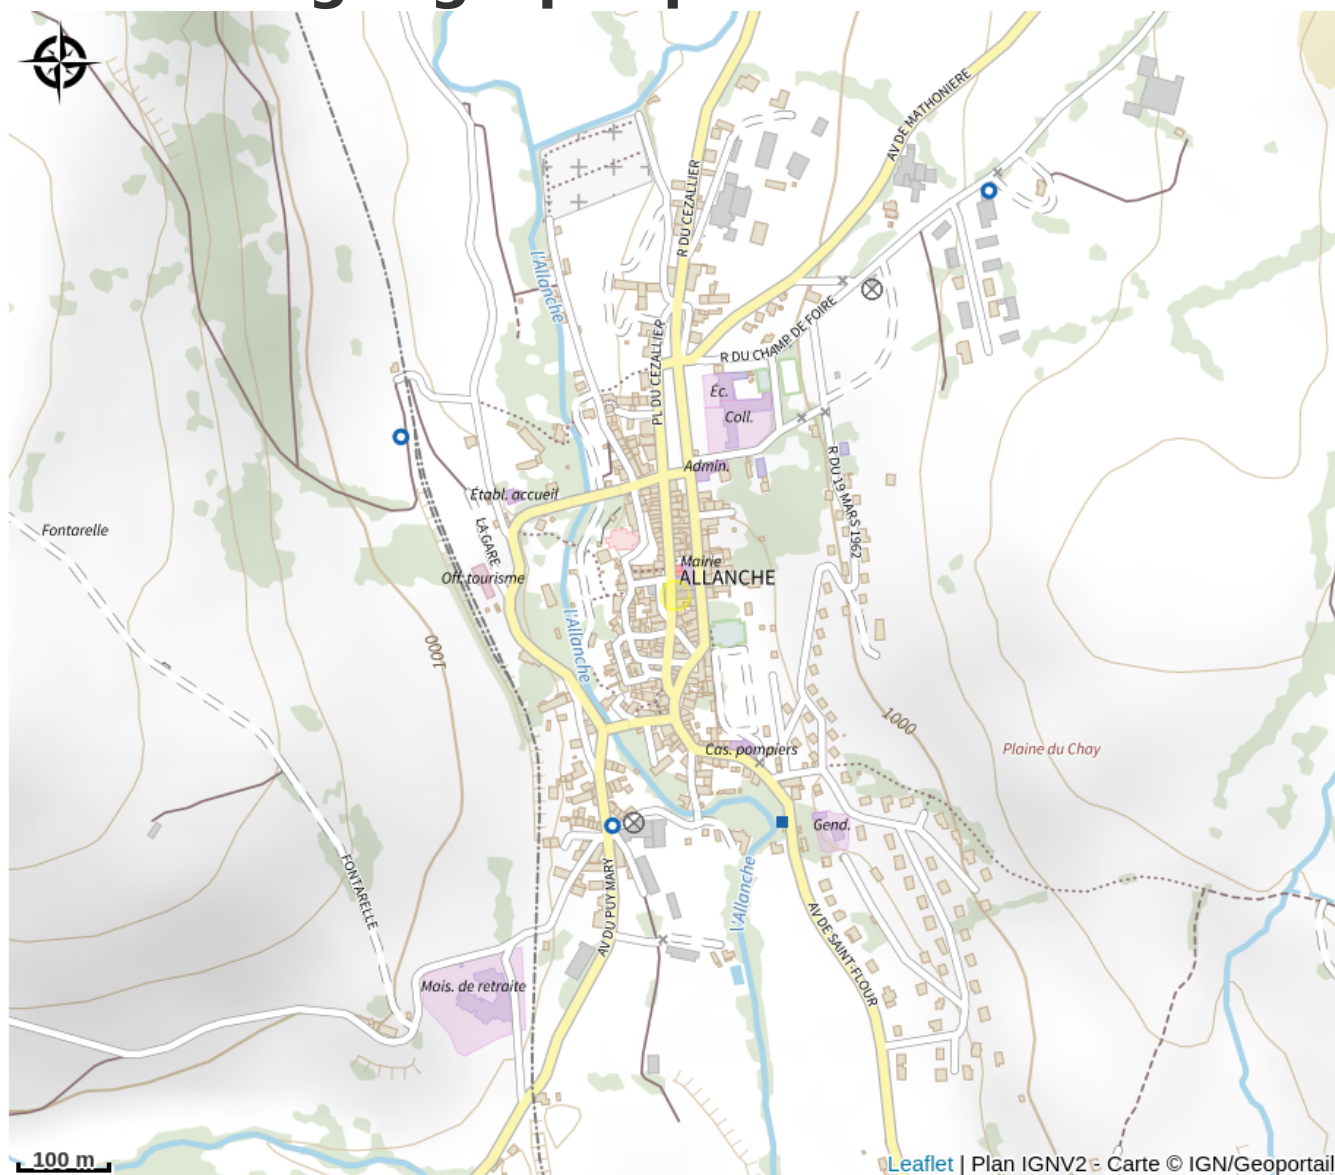 AV DE MATHONIERE
R DU CEZALLIER
l'Allanche
R DU CHAMP DE FOIRE
PL DU CEZALLIER
Éc.
Coll.
Admin.
Établ. accueil
R DU 19 MARS 1962
LA GARE
Fontarelle
Mairie
ALLANCHE
Off. tourisme
l'Allanche
1000
1000
Plaine du Chay
Cas. pompiers
Gend.
FONTARELLE
AV DU PUY MARY
l'Allanche
AV DE SAINT-FLOUR
Mais. de retraite
100 m
Leaflet | Plan IGNV2 - Carte © IGN/Geoportail